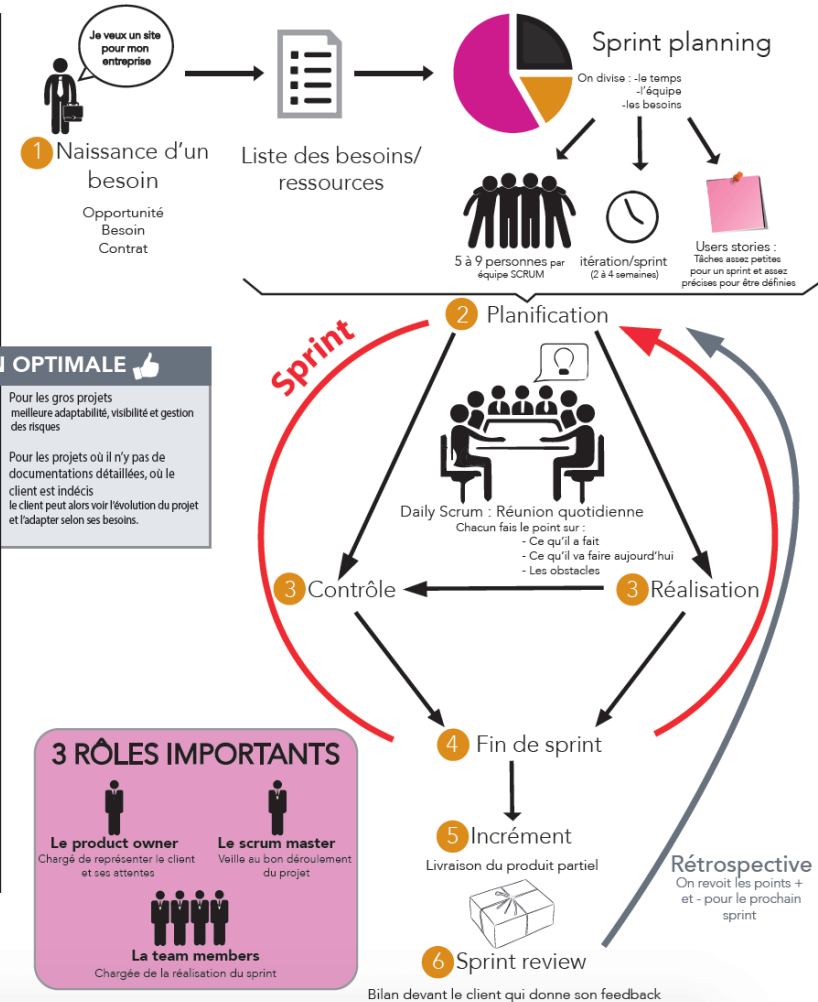 Je veux un site
pour mon
entreprise
1 Naissance d'un
besoin
Opportunité
Besoin
Contrat
Liste des besoins/
ressources
Sprint planning
On divise : -le temps
-l'équipe
-les besoins
5 à 9 personnes par
équipe SCRUM
itération/sprint
(2 à 4 semaines)
Users stories :
Tâches assez petites
pour un sprint et assez
précises pour être définies
2 Planification
Sprint
N OPTIMALE
Pour les gros projets
meilleure adaptabilité, visibilité et gestion
des risques
Pour les projets où il n'y pas de
documentations détaillées, où le
client est indécis
le client peut alors voir l'évolution du projet
et l'adapter selon ses besoins.
Daily Scrum : Réunion quotidienne
Chacun fais le point sur :
- Ce qu'il a fait
- Ce qu'il va faire aujourd'hui
- Les obstacles
3 Contrôle
3 Réalisation
4 Fin de sprint
5 Incrément
Livraison du produit partiel
6 Sprint review
Bilan devant le client qui donne son feedback
Rétrospective
On revoit les points +
et - pour le prochain
sprint
3 RÔLES IMPORTANTS
Le product owner
Chargé de représenter le client
et ses attentes
Le scrum master
Veille au bon déroulement
du projet
La team members
Chargée de la réalisation du sprint